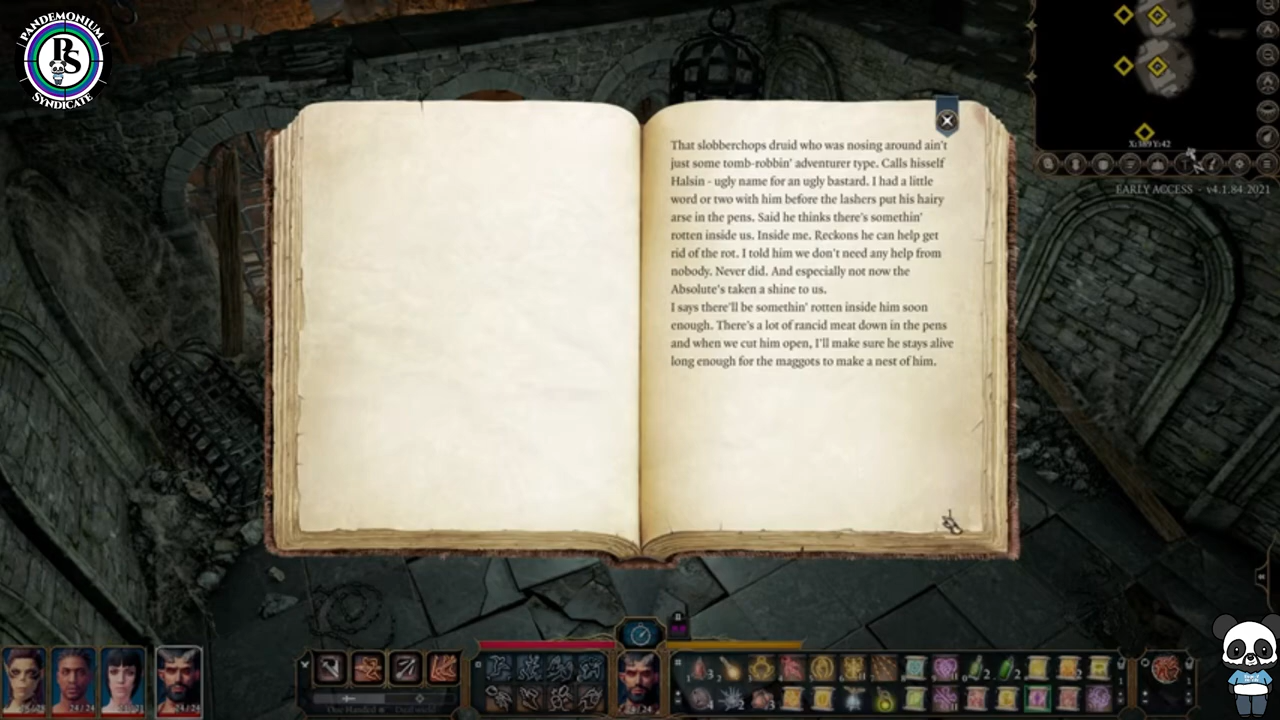 PANDEMONIUM
PS
SYNDICATE
X:189 Y:42
EARLY ACCESS - v4.1.84.2021
That slobberchops druid who was nosing around ain't
just some tomb-robbin' adventurer type. Calls hisself
Halsin - ugly name for an ugly bastard. I had a little
word or two with him before the lashers put his hairy
arse in the pens. Said he thinks there's somethin'
rotten inside us. Inside me. Reckons he can help get
rid of the rot. I told him we don't need any help from
nobody. Never did. And especially not now the
Absolute's taken a shine to us.
I says there'll be somethin' rotten inside him soon
enough. There's a lot of rancid meat down in the pens
and when we cut him open, I'll make sure he stays alive
long enough for the maggots to make a nest of him.
24/24